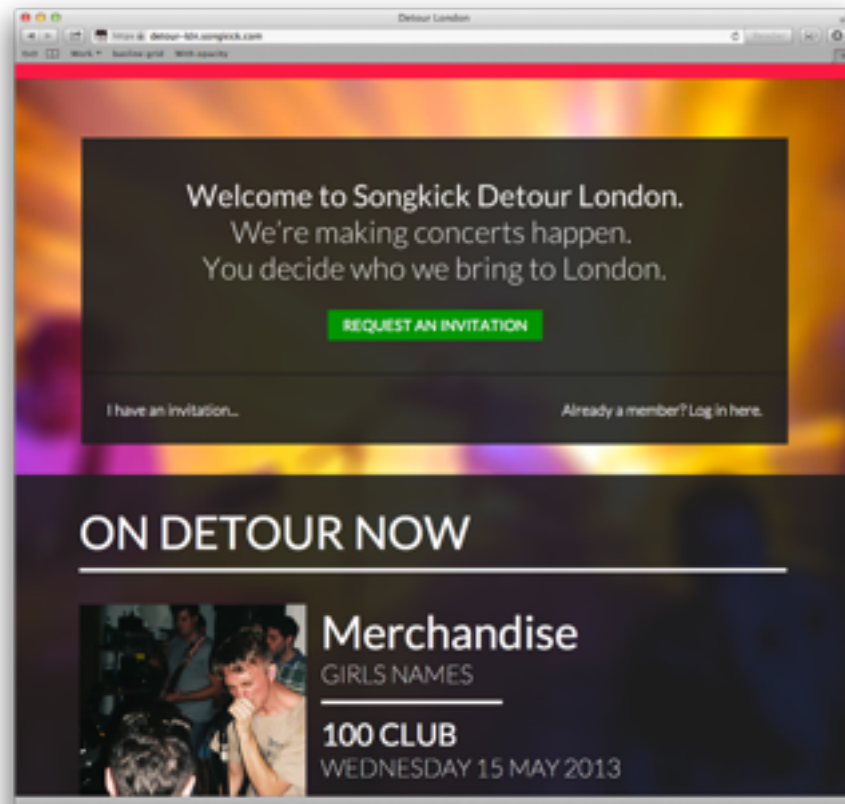 Detour London
detour-ldn.songkick.com
Work
With opacity
Welcome to Songkick Detour London.
We're making concerts happen.
You decide who we bring to London.
REQUEST AN INVITATION
I have an invitation...
Already a member? Log in here.
ON DETOUR NOW
Merchandise
GIRLS NAMES
100 CLUB
WEDNESDAY 15 MAY 2013